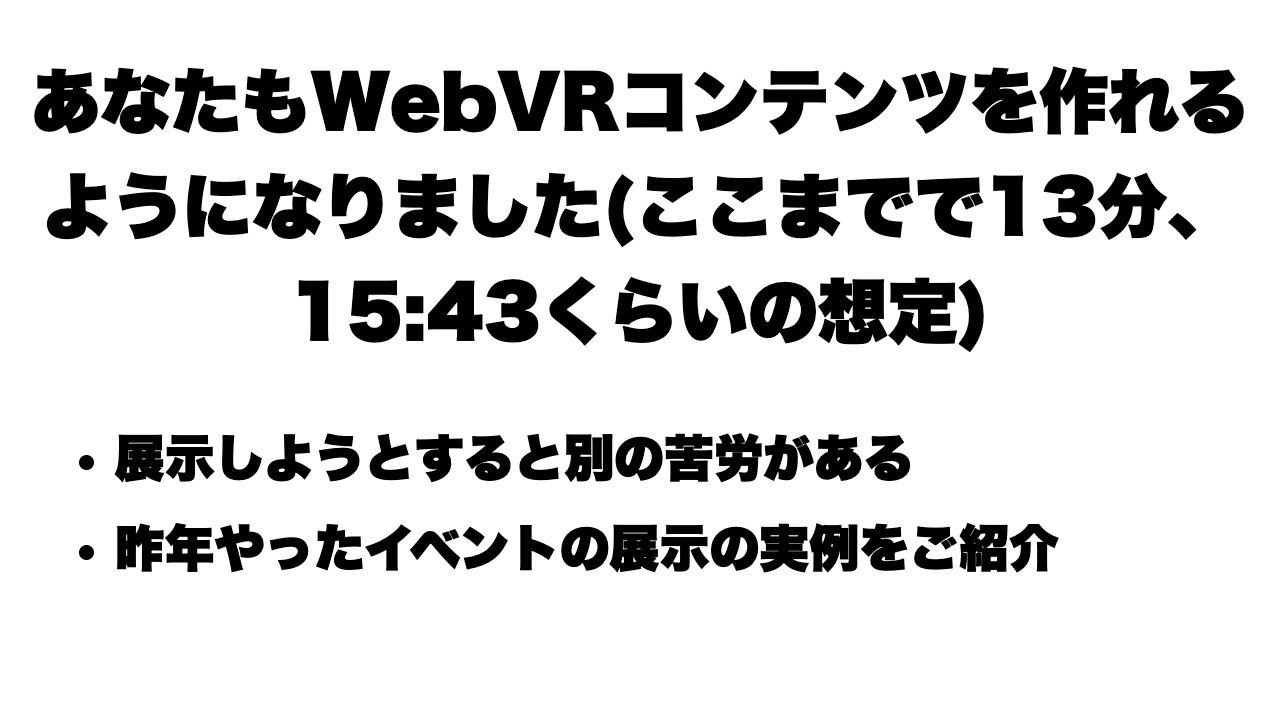 あなたもWebVRコンテンツを作れる
ようになりました(ここまでで13分、
15:43くらいの想定)
• 展示しようとすると別の苦労がある
• 昨年やったイベントの展示の実例をご紹介